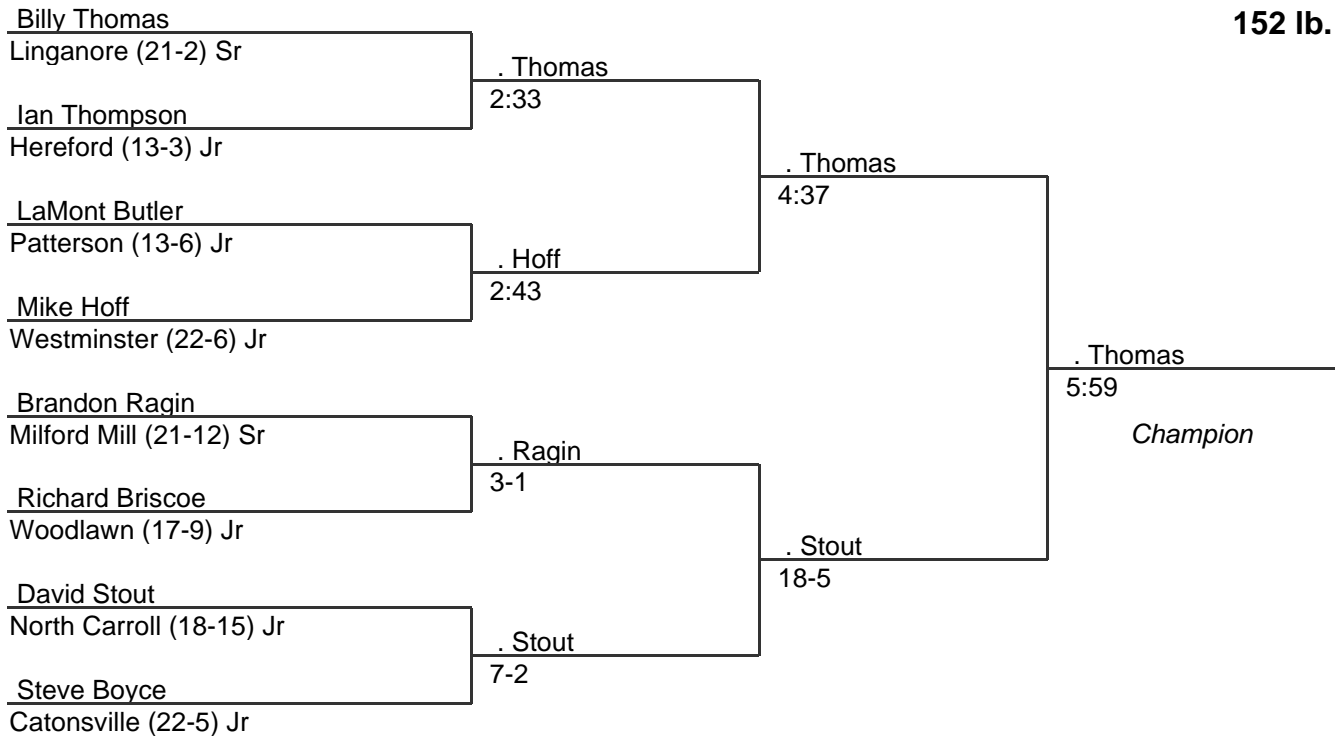 Billy Thomas
152 lb.
Linganore (21-2) Sr
. Thomas
2:33
Ian Thompson
Hereford (13-3) Jr
. Thomas
4:37
LaMont Butler
Patterson (13-6) Jr
. Hoff
2:43
Mike Hoff
Westminster (22-6) Jr
. Thomas
5:59
Champion
Brandon Ragin
Milford Mill (21-12) Sr
. Ragin
3-1
Richard Briscoe
Woodlawn (17-9) Jr
. Stout
18-5
David Stout
North Carroll (18-15) Jr
. Stout
7-2
Steve Boyce
Catonsville (22-5) Jr